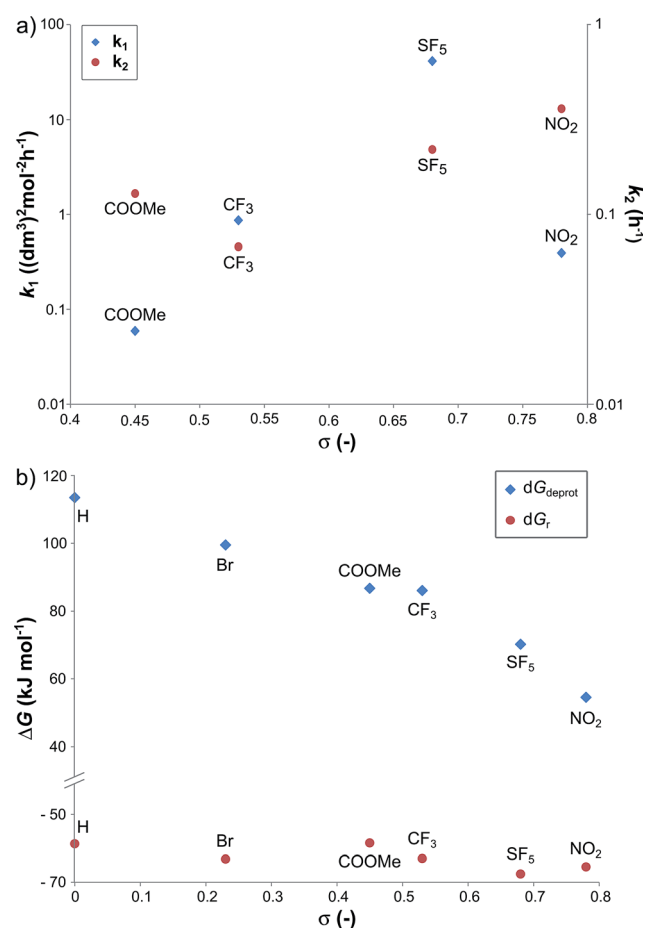 a)
100
1
k₁
k₂
SF₅
10
NO₂
SF₅
COOMe
CF₃
k₁ ((dm³)²mol⁻²h⁻¹)
1
0.1
k₂ (h⁻¹)
CF₃
NO₂
COOMe
0.1
0.01
0.01
0.4 0.45 0.5 0.55 0.6 0.65 0.7 0.75 0.8
σ (-)
b)
120
dG_deprot
dG_r
H
100
Br
COOMe
CF₃
80
SF₅
60
NO₂
ΔG (kJ mol⁻¹)
40
H
- 50
Br
COOMe
CF₃
SF₅
NO₂
- 70
0 0.1 0.2 0.3 0.4 0.5 0.6 0.7 0.8
σ (-)